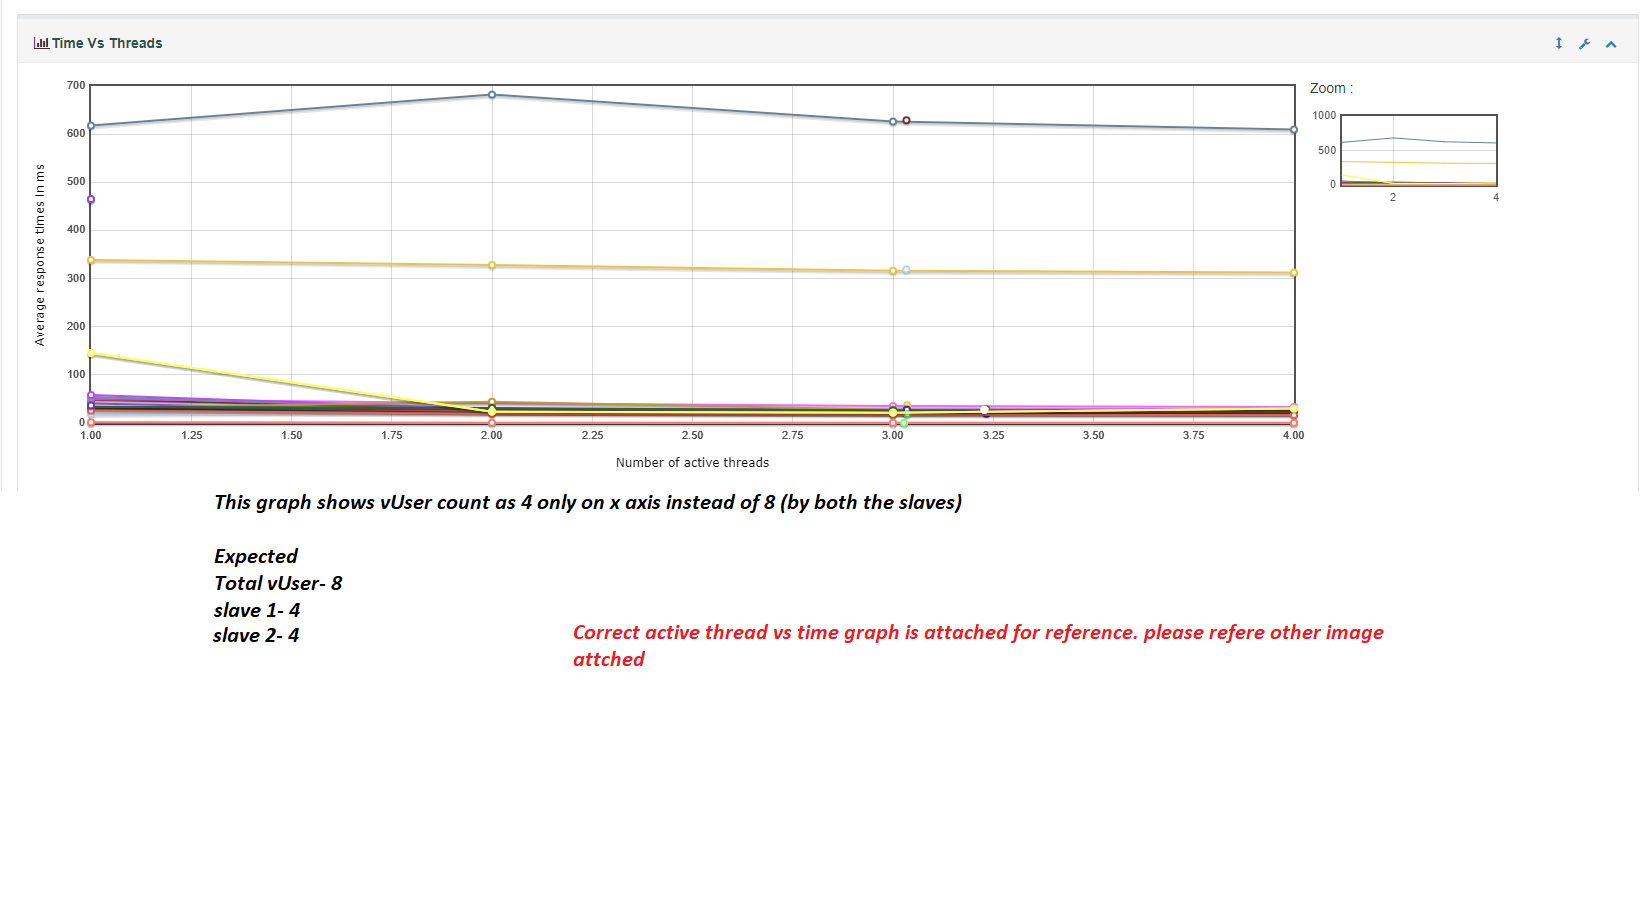 Time Vs Threads
Zoom :
700
600
500
400
300
200
100
0
Average response times in ms
1.00 1.25 1.50 1.75 2.00 2.25 2.50 2.75 3.00 3.25 3.50 3.75 4.00
Number of active threads
1000
500
0
2 4
This graph shows vUser count as 4 only on x axis instead of 8 (by both the slaves)
Expected
Total vUser- 8
slave 1- 4
slave 2- 4
Correct active thread vs time graph is attached for reference. please refere other image
attched